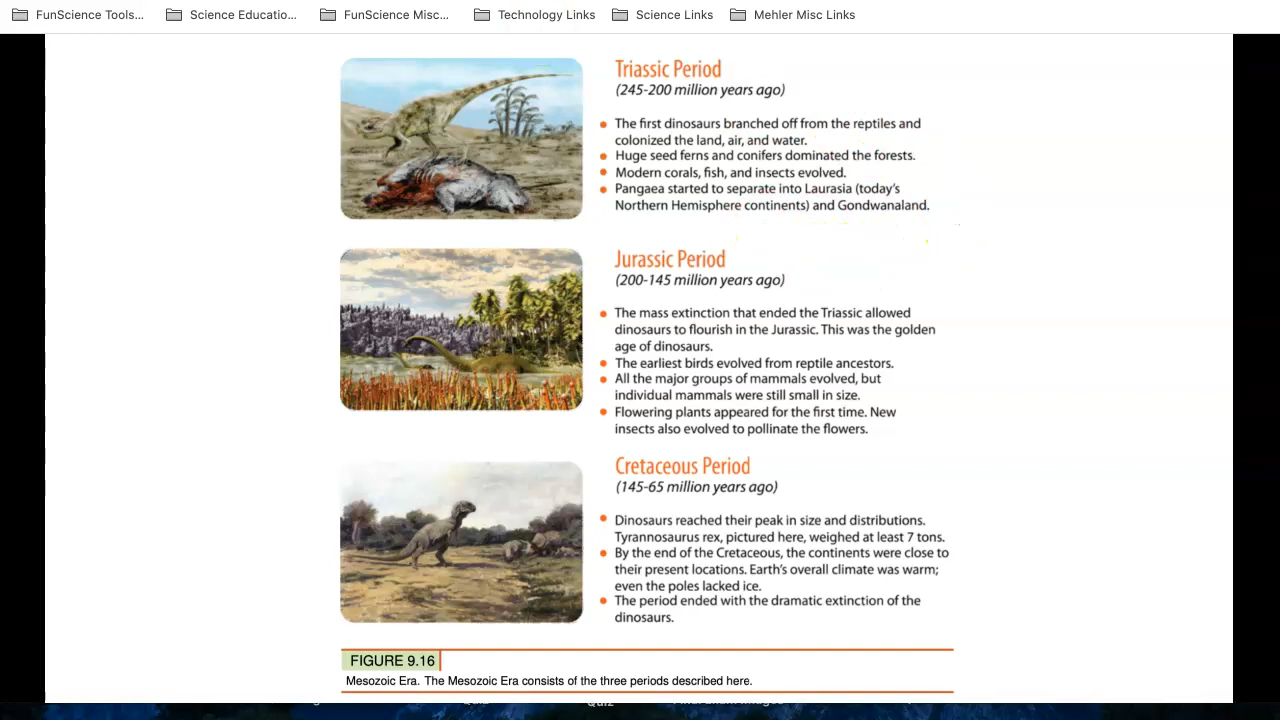 FunScience Tools... Science Educatio... FunScience Misc... Technology Links Science Links Mehler Misc Links
Triassic Period
(245-200 million years ago)
The first dinosaurs branched off from the reptiles and
colonized the land, air, and water.
Huge seed ferns and conifers dominated the forests.
Modern corals, fish, and insects evolved.
Pangaea started to separate into Laurasia (today's
Northern Hemisphere continents) and Gondwanaland.
Jurassic Period
(200-145 million years ago)
The mass extinction that ended the Triassic allowed
dinosaurs to flourish in the Jurassic. This was the golden
age of dinosaurs.
The earliest birds evolved from reptile ancestors.
All the major groups of mammals evolved, but
individual mammals were still small in size.
Flowering plants appeared for the first time. New
insects also evolved to pollinate the flowers.
Cretaceous Period
(145-65 million years ago)
Dinosaurs reached their peak in size and distributions.
Tyrannosaurus rex, pictured here, weighed at least 7 tons.
By the end of the Cretaceous, the continents were close to
their present locations. Earth's overall climate was warm;
even the poles lacked ice.
The period ended with the dramatic extinction of the
dinosaurs.
FIGURE 9.16
Mesozoic Era. The Mesozoic Era consists of the three periods described here.